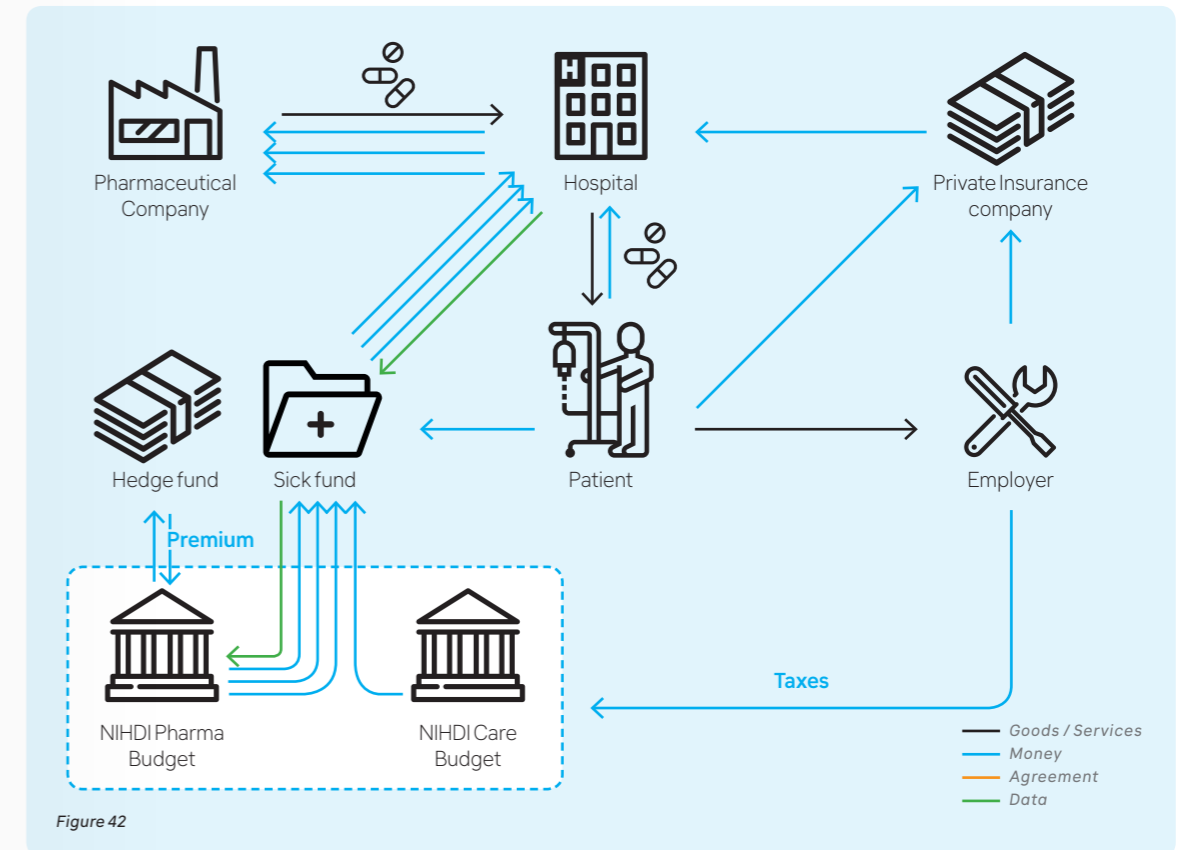 Pharmaceutical
Company
Hospital
Private Insurance
company
Hedge fund
Sick fund
Patient
Employer
Premium
NIHDI Pharma
Budget
NIHDI Care
Budget
Taxes
Goods / Services
Money
Agreement
Data
Figure 42
H